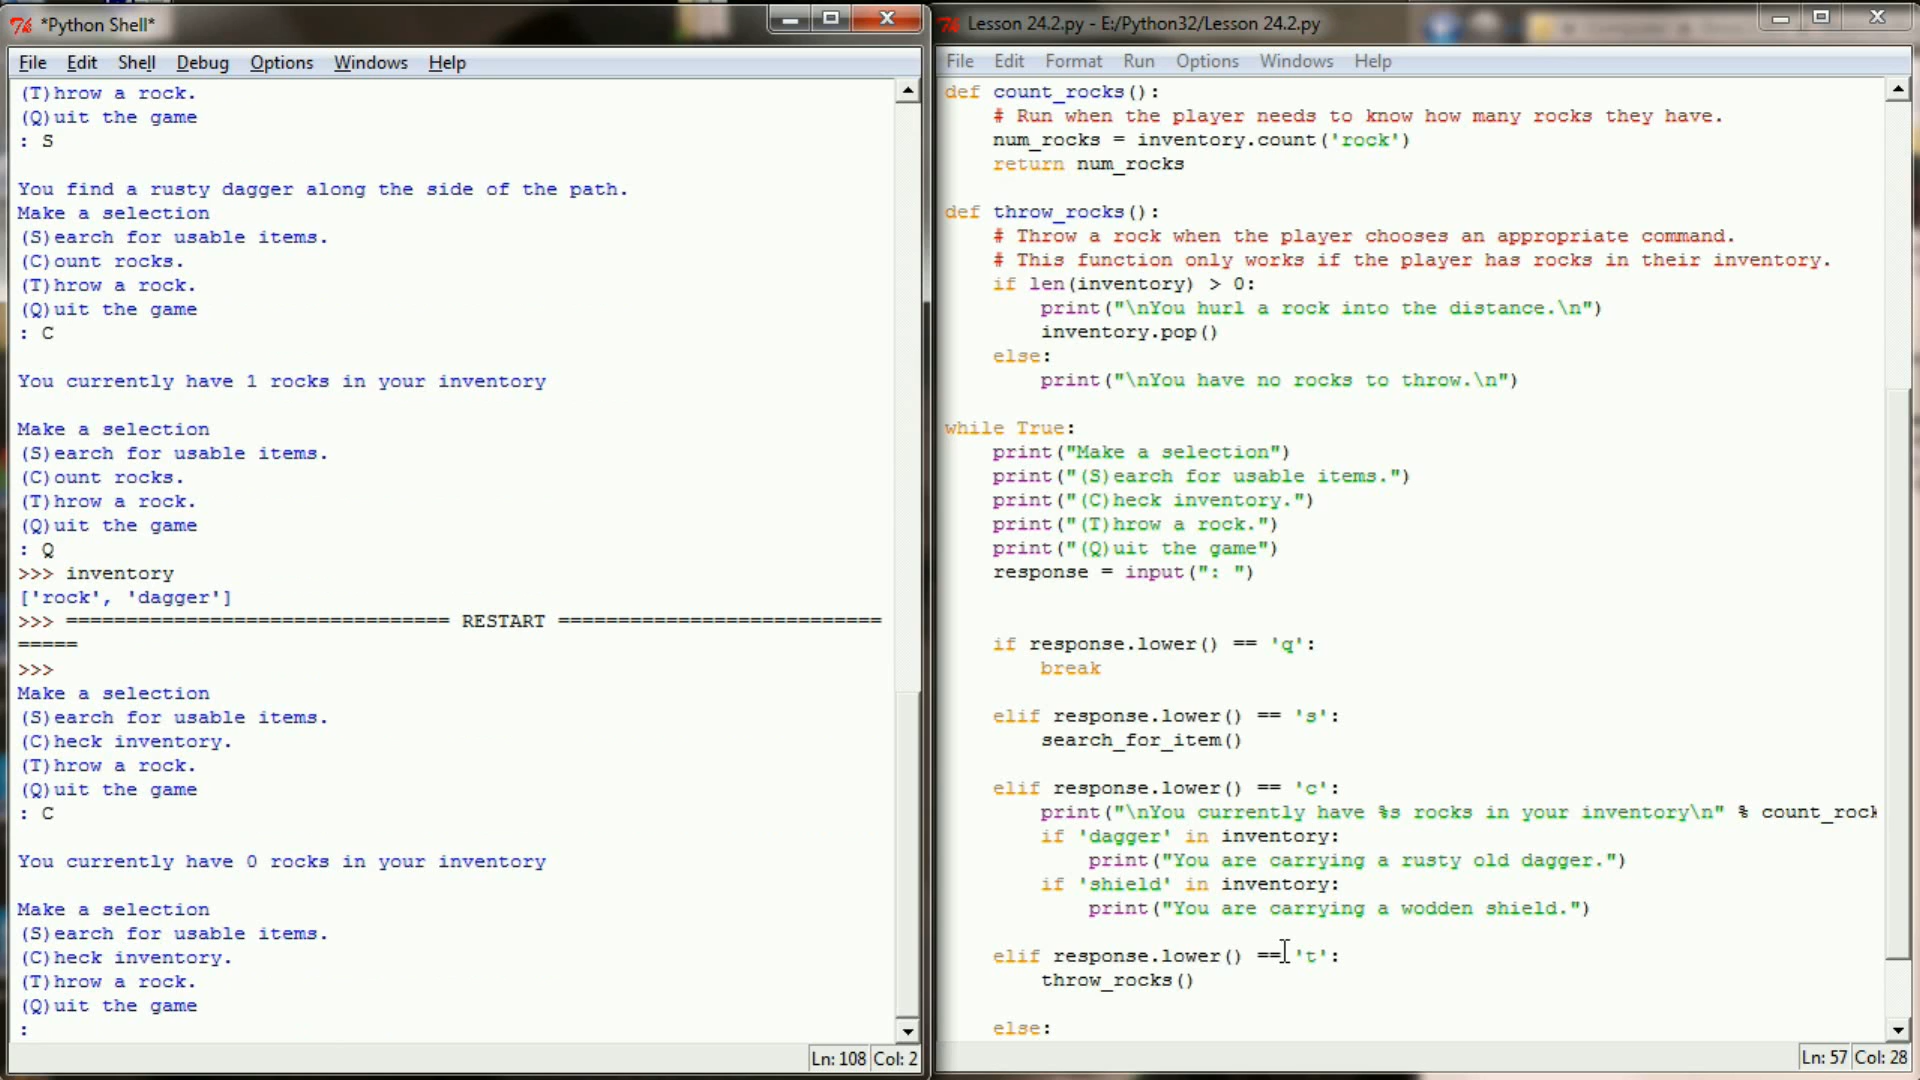 *Python Shell*
File Edit Shell Debug Options Windows Help
(T)hrow a rock.
(Q)uit the game
: S
You find a rusty dagger along the side of the path.
Make a selection
(S)earch for usable items.
(C)ount rocks.
(T)hrow a rock.
(Q)uit the game
: C
You currently have 1 rocks in your inventory
Make a selection
(S)earch for usable items.
(C)ount rocks.
(T)hrow a rock.
(Q)uit the game
: Q
>>> inventory
['rock', 'dagger']
>>> ================================ RESTART ===========================
=====
>>>
Make a selection
(S)earch for usable items.
(C)heck inventory.
(T)hrow a rock.
(Q)uit the game
: C
You currently have 0 rocks in your inventory
Make a selection
(S)earch for usable items.
(C)heck inventory.
(T)hrow a rock.
(Q)uit the game
:
Ln: 108 Col: 2
Lesson 24.2.py - E:/Python32/Lesson 24.2.py
File Edit Format Run Options Windows Help
def count_rocks():
# Run when the player needs to know how many rocks they have.
num_rocks = inventory.count('rock')
return num_rocks
def throw_rocks():
# Throw a rock when the player chooses an appropriate command.
# This function only works if the player has rocks in their inventory.
if len(inventory) > 0:
print("\nYou hurl a rock into the distance.\n")
inventory.pop()
else:
print("\nYou have no rocks to throw.\n")
while True:
print("Make a selection")
print("(S)earch for usable items.")
print("(C)heck inventory.")
print("(T)hrow a rock.")
print("(Q)uit the game")
response = input(": ")
if response.lower() == 'q':
break
elif response.lower() == 's':
search_for_item()
elif response.lower() == 'c':
print("\nYou currently have %s rocks in your inventory\n" % count_rock
if 'dagger' in inventory:
print("You are carrying a rusty old dagger.")
if 'shield' in inventory:
print("You are carrying a wodden shield.")
elif response.lower() == 't':
throw_rocks()
else:
Ln: 57 Col: 28